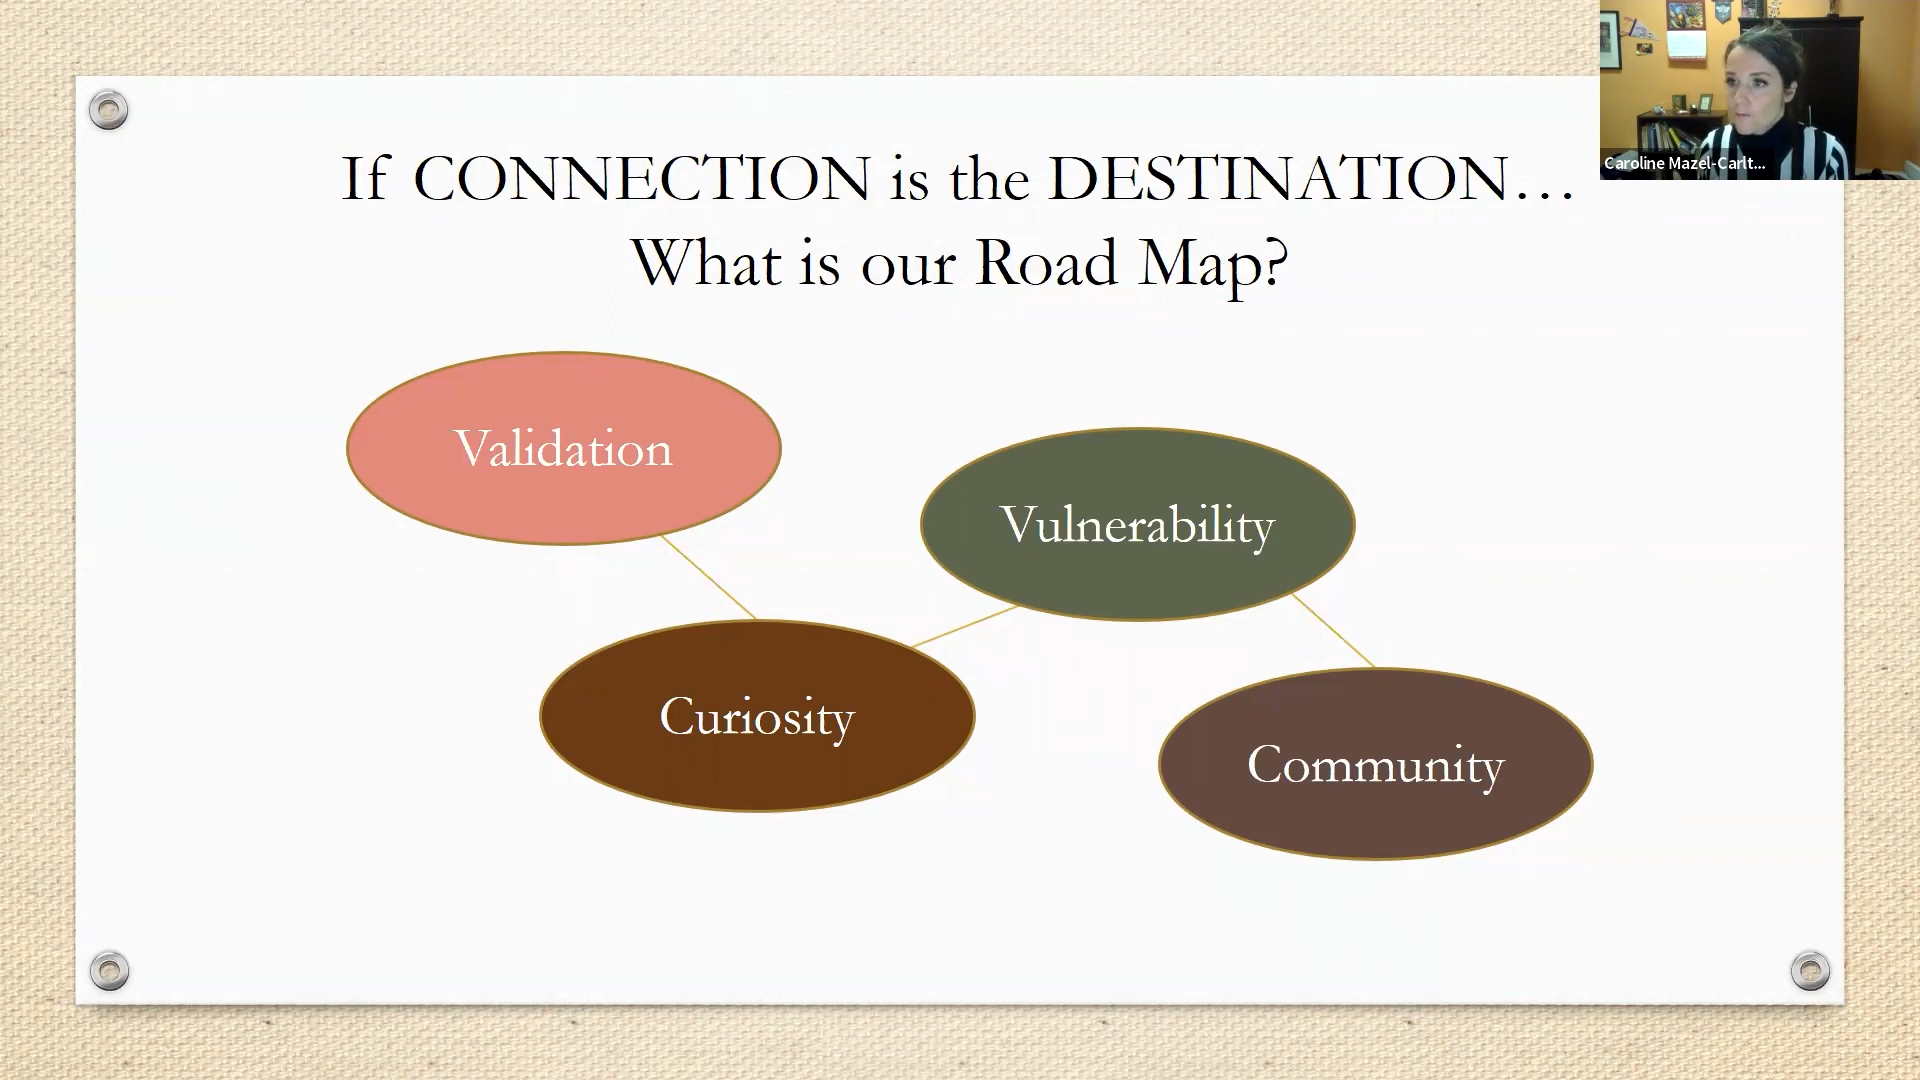 If CONNECTION is the DESTINATION…
What is our Road Map?
Validation
Vulnerability
Curiosity
Community
Caroline Mazel-Carlt...